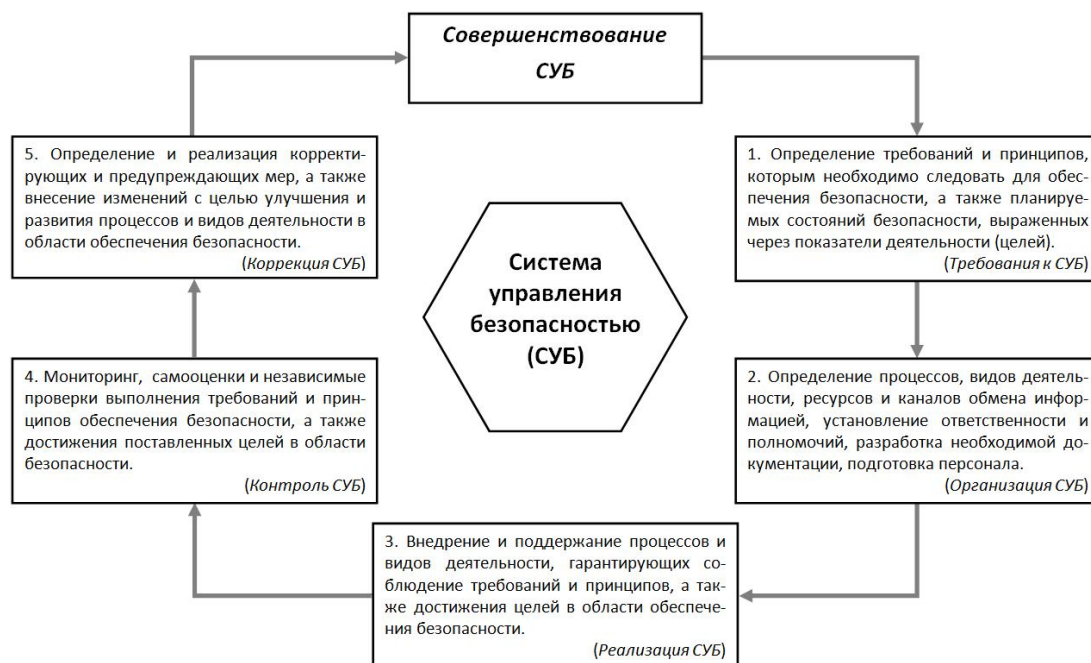 Совершенствование
СУБ
1. Определение требований и принципов,
которым необходимо следовать для обес-
печения безопасности, а также планируе-
мых состояний безопасности, выраженных
через показатели деятельности (целей).
(Требования к СУБ)
2. Определение процессов, видов деятель-
ности, ресурсов и каналов обмена инфор-
мацией, установление ответственности и
полномочий, разработка необходимой до-
кументации, подготовка персонала.
(Организация СУБ)
3. Внедрение и поддержание процессов и
видов деятельности, гарантирующих со-
блюдение требований и принципов, а так-
же достижения целей в области обеспече-
ния безопасности.
(Реализация СУБ)
4. Мониторинг, самооценки и независимые
проверки выполнения требований и прин-
ципов обеспечения безопасности, а также
достижения поставленных целей в области
безопасности.
(Контроль СУБ)
5. Определение и реализация корректи-
рующих и предупреждающих мер, а также
внесение изменений с целью улучшения и
развития процессов и видов деятельности в
области обеспечения безопасности.
(Коррекция СУБ)
Система
управления
безопасностью
(СУБ)